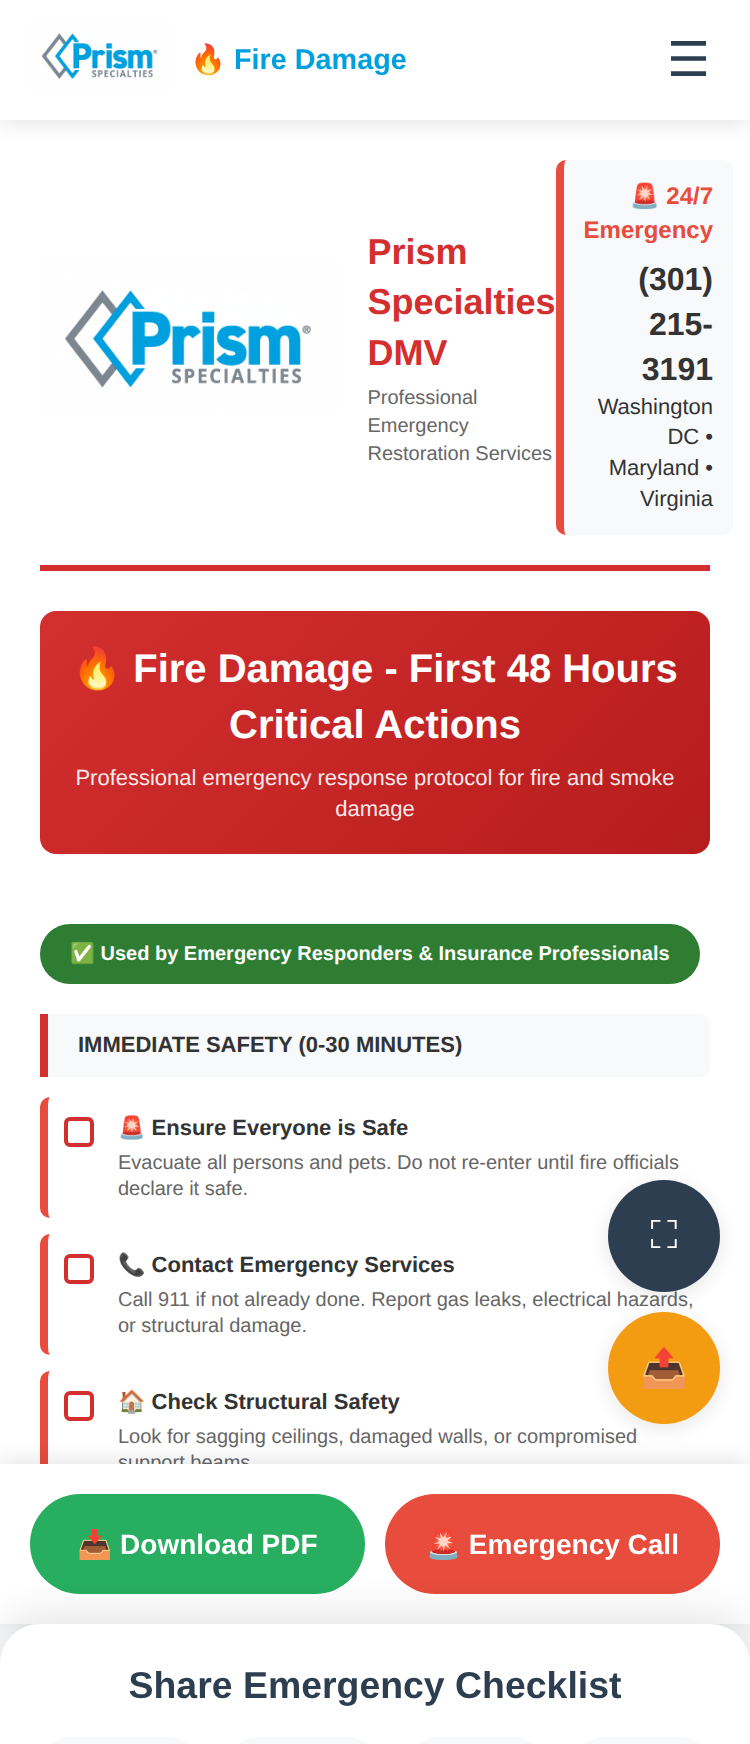 Prism®
SPECIALTIES
🔥 Fire Damage
Prism®
SPECIALTIES
Prism
Specialties
DMV
Professional
Emergency
Restoration Services
🚨 24/7
Emergency
(301)
215-
3191
Washington
DC •
Maryland •
Virginia
🔥 Fire Damage - First 48 Hours
Critical Actions
Professional emergency response protocol for fire and smoke
damage
✅ Used by Emergency Responders & Insurance Professionals
IMMEDIATE SAFETY (0-30 MINUTES)
🚨 Ensure Everyone is Safe
Evacuate all persons and pets. Do not re-enter until fire officials
declare it safe.
📞 Contact Emergency Services
Call 911 if not already done. Report gas leaks, electrical hazards,
or structural damage.
🏠 Check Structural Safety
Look for sagging ceilings, damaged walls, or compromised
support beams.
📥 Download PDF
🚨 Emergency Call
Share Emergency Checklist